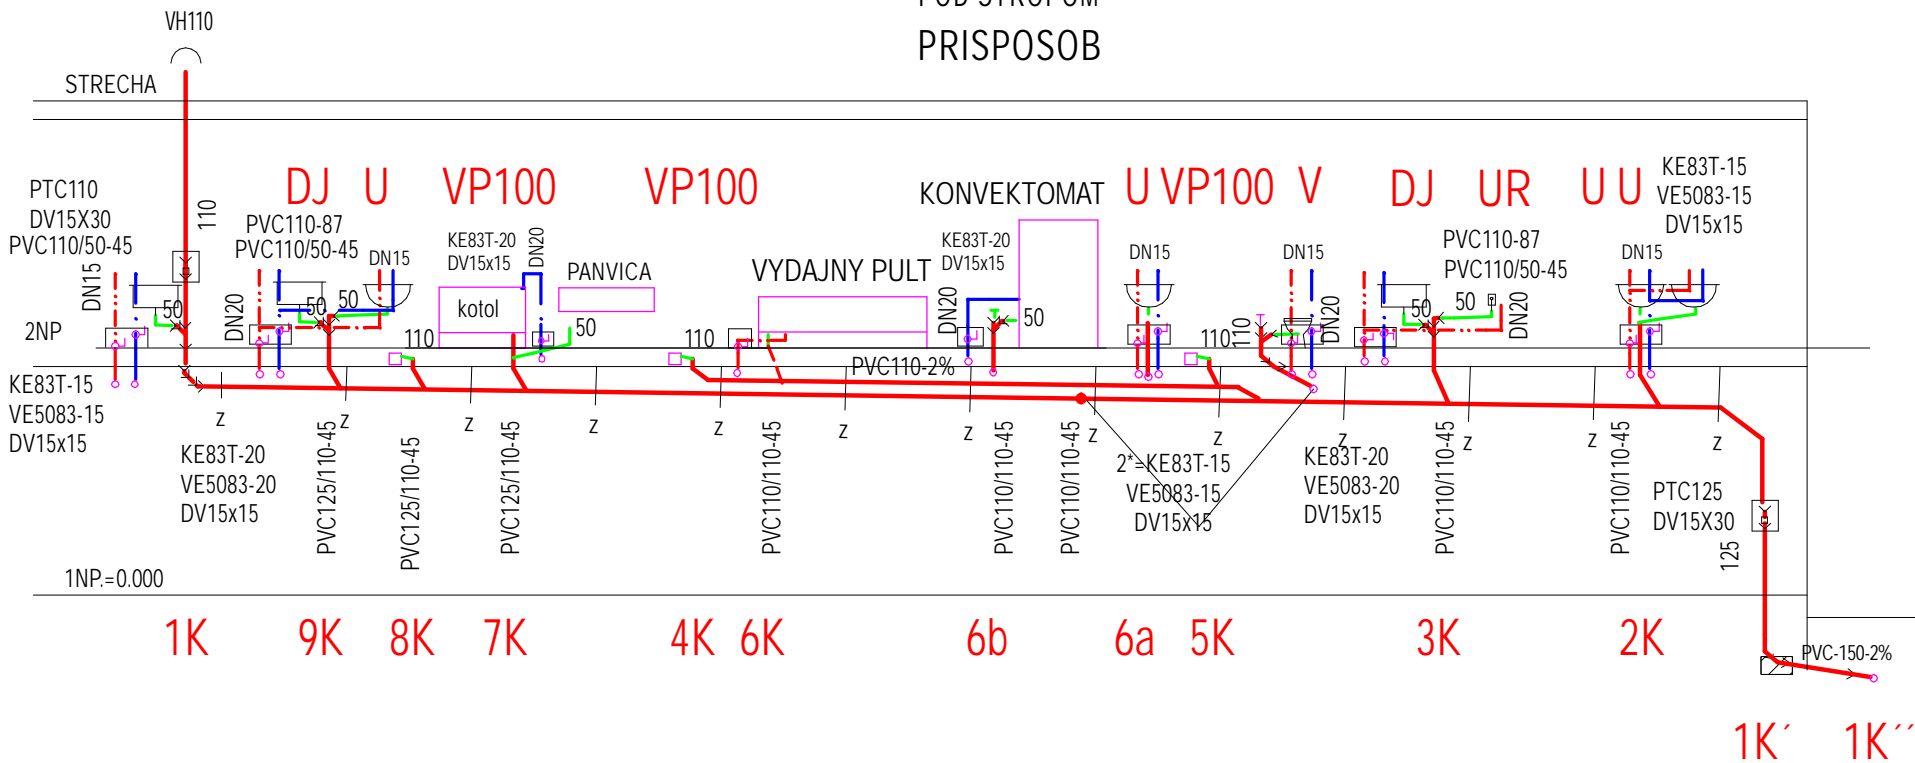 PRISPOSOB
VH110
STRECHA
DJ U VP100 VP100 KONVEKTOMAT U VP100 V DJ UR U U
KE83T-15
VE5083-15
DV15x15
PTC110
DV15X30
PVC110/50-45
110
PVC110-87
PVC110/50-45
DN15
KE83T-20
DV15x15
DN20
PANVICA
VYDAJNY PULT
KE83T-20
DV15x15
DN15
DN15
PVC110-87
PVC110/50-45
DN15
DN15
50
DN20
50
50
kotol
50
110
110
DN20
50
110
110
DN20
50
50
DN20
2NP
PVC110-2%
KE83T-15
VE5083-15
DV15x15
z
z
z
z
z
z
z
z
z
z
z
z
z
KE83T-20
VE5083-20
DV15x15
PVC125/110-45
PVC125/110-45
PVC125/110-45
PVC110/110-45
PVC110/110-45
PVC110/110-45
2*=KE83T-15
VE5083-15
DV15x15
KE83T-20
VE5083-20
DV15x15
PVC110/110-45
PVC110/110-45
PTC125
DV15X30
125
1NP.=0.000
1K 9K 8K 7K 4K 6K 6b 6a 5K 3K 2K
PVC-150-2%
1K´ 1K´´